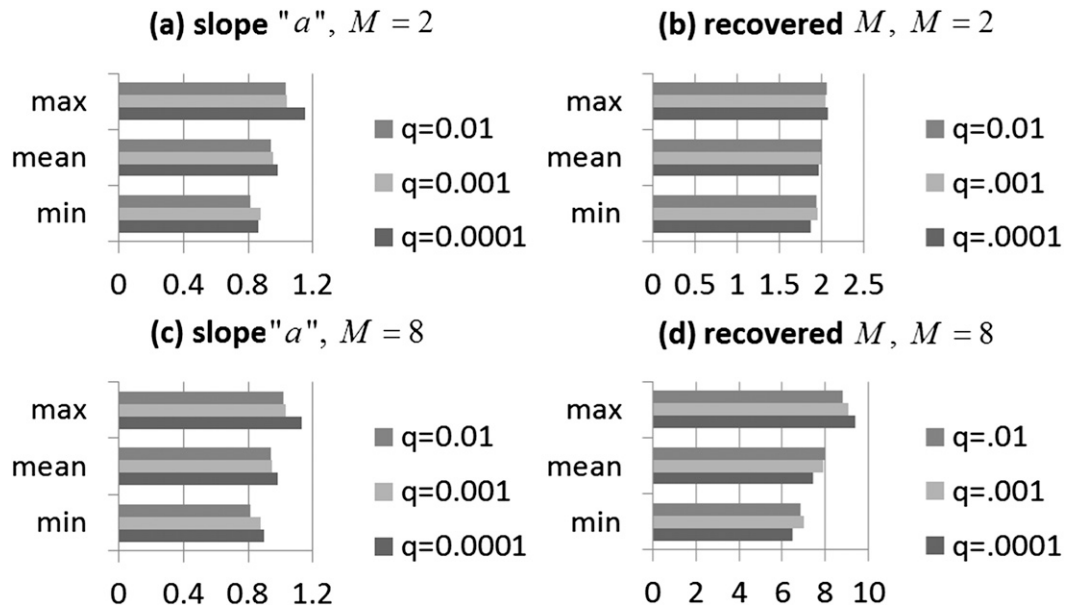 (a) slope "a", M = 2
max
mean
min
0 0.4 0.8 1.2
q=0.01
q=0.001
q=0.0001
(b) recovered M, M = 2
max
mean
min
0 0.5 1 1.5 2 2.5
q=0.01
q=.001
q=.0001
(c) slope"a", M = 8
max
mean
min
0 0.4 0.8 1.2
q=0.01
q=0.001
q=0.0001
(d) recovered M, M = 8
max
mean
min
0 2 4 6 8 10
q=.01
q=.001
q=.0001